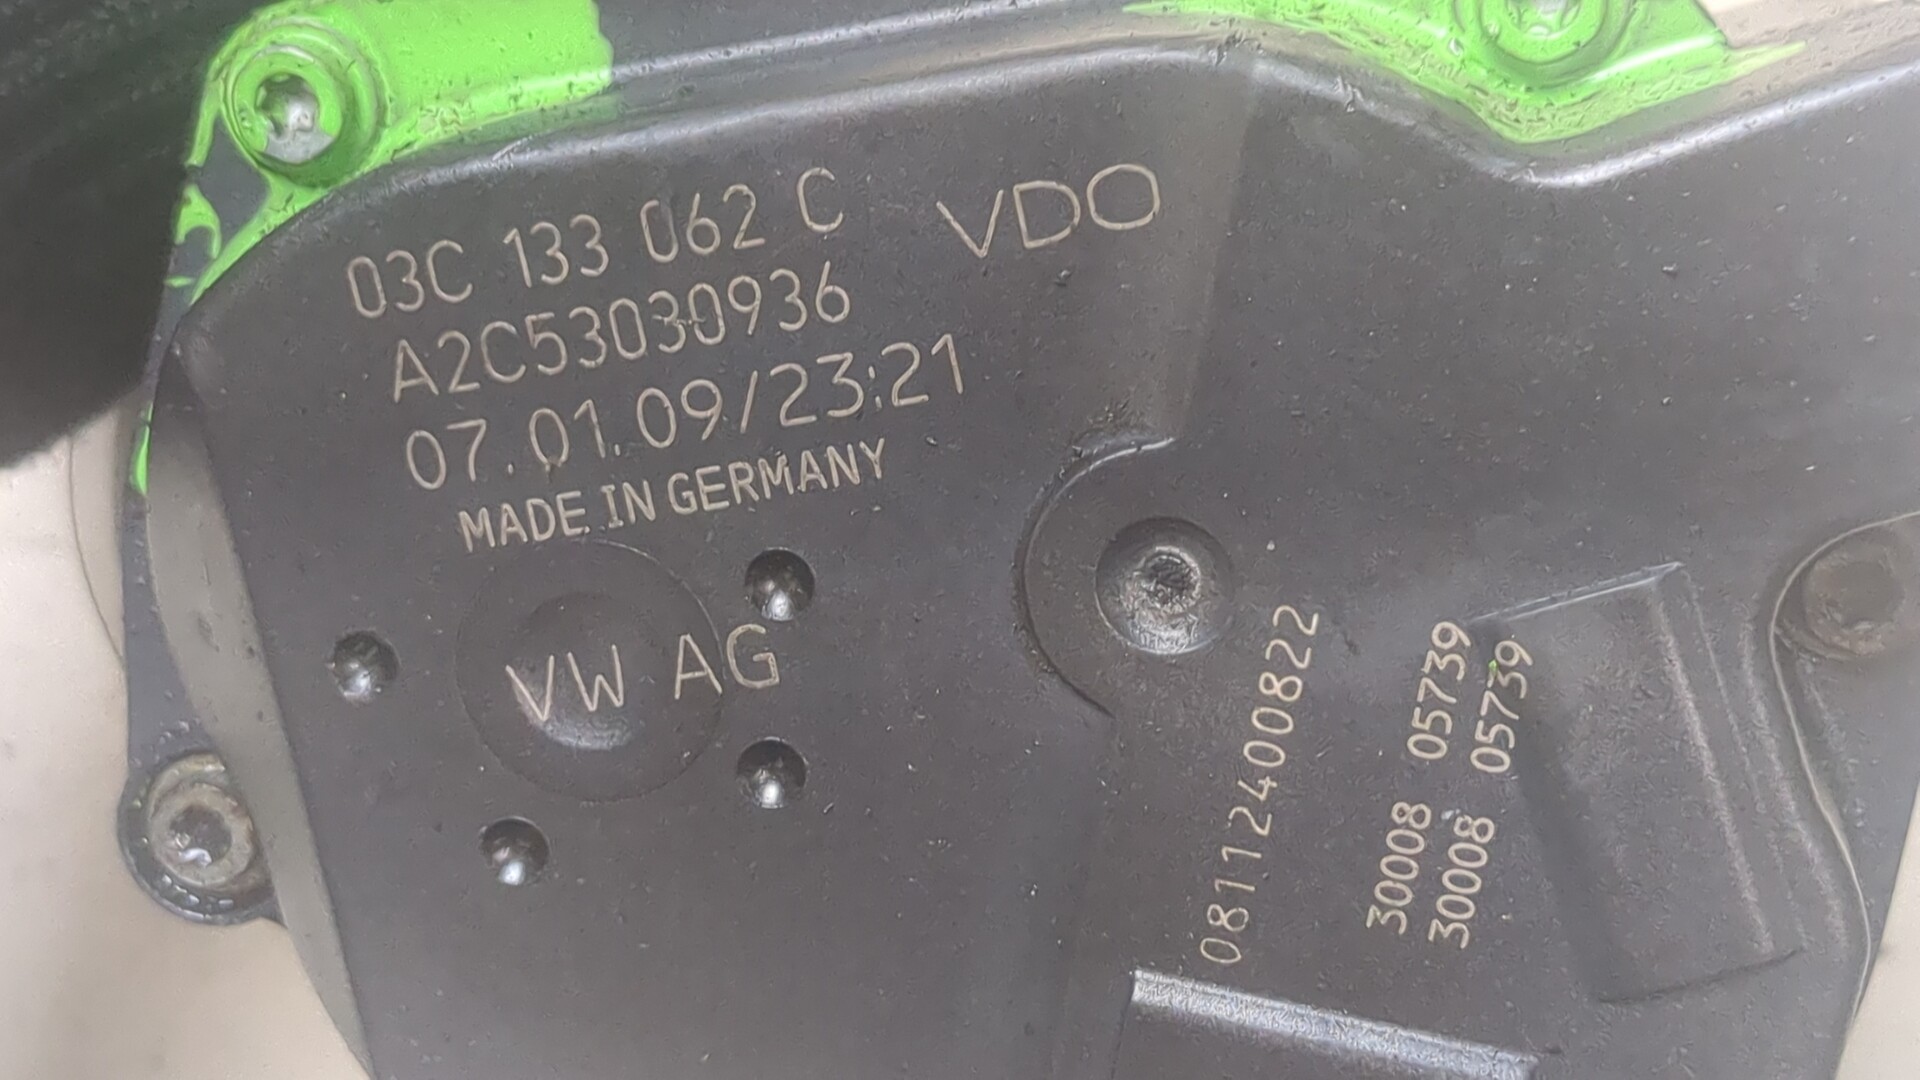 03C 133 062 C VDO
A2C53030936
07.01.09/23:21
MADE IN GERMANY
VW AG
081124000822
30008 05739
30008 05739